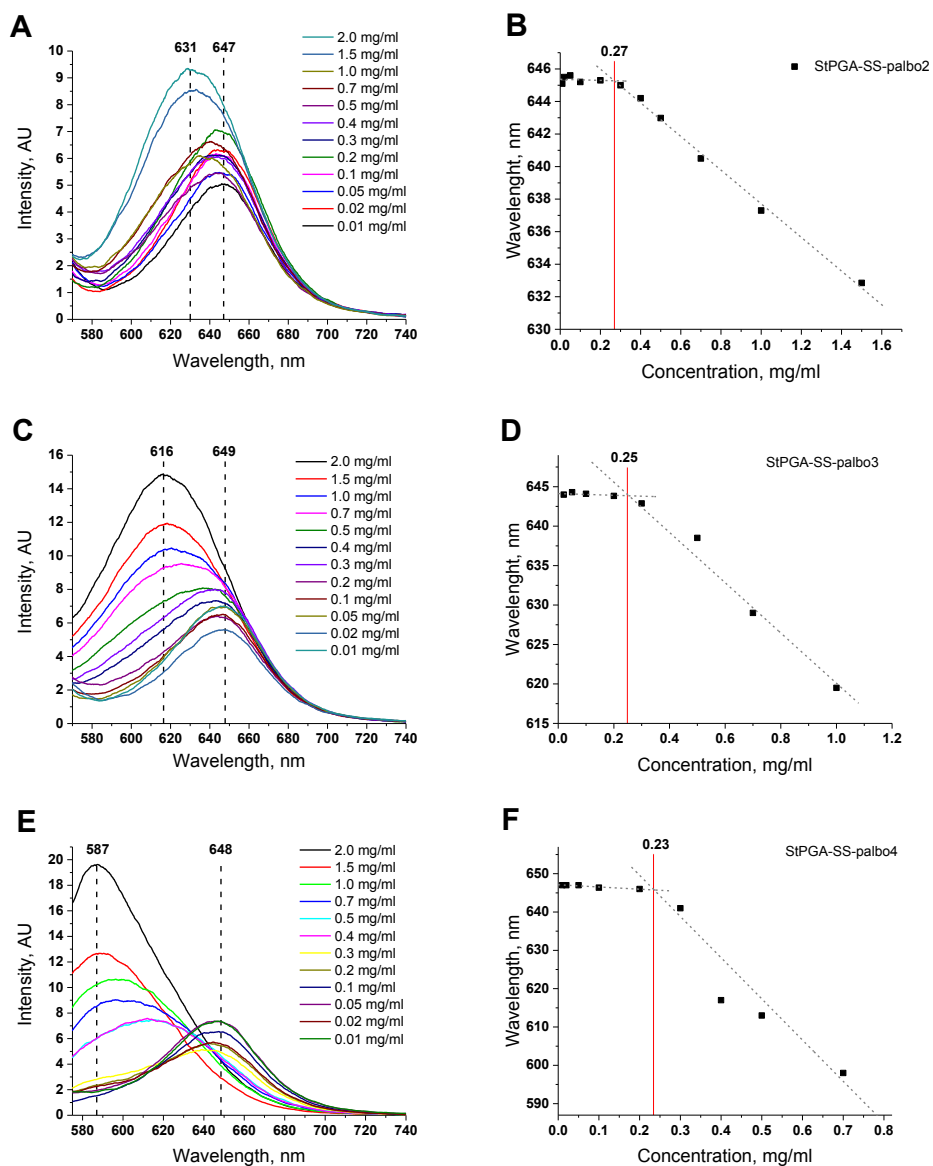 A
631 647
10
9
8
7
6
5
4
3
2
1
0
Intensity, AU
580 600 620 640 660 680 700 720 740
Wavelength, nm
2.0 mg/ml
1.5 mg/ml
1.0 mg/ml
0.7 mg/ml
0.5 mg/ml
0.4 mg/ml
0.3 mg/ml
0.2 mg/ml
0.1 mg/ml
0.05 mg/ml
0.02 mg/ml
0.01 mg/ml
B
0.27
StPGA-SS-palbo2
646
644
642
640
638
636
634
632
630
Wavelenght, nm
0.0 0.2 0.4 0.6 0.8 1.0 1.2 1.4 1.6
Concentration, mg/ml
C
616 649
16
14
12
10
8
6
4
2
0
Intensity, AU
580 600 620 640 660 680 700 720 740
Wavelength, nm
2.0 mg/ml
1.5 mg/ml
1.0 mg/ml
0.7 mg/ml
0.5 mg/ml
0.4 mg/ml
0.3 mg/ml
0.2 mg/ml
0.1 mg/ml
0.05 mg/ml
0.02 mg/ml
0.01 mg/ml
D
0.25
StPGA-SS-palbo3
650
645
640
635
630
625
620
615
Wavelenght, nm
0.0 0.2 0.4 0.6 0.8 1.0 1.2
Concentration, mg/ml
E
587 648
20
18
16
14
12
10
8
6
4
2
0
Intensity, AU
580 600 620 640 660 680 700 720 740
Wavelength, nm
2.0 mg/ml
1.5 mg/ml
1.0 mg/ml
0.7 mg/ml
0.5 mg/ml
0.4 mg/ml
0.3 mg/ml
0.2 mg/ml
0.1 mg/ml
0.05 mg/ml
0.02 mg/ml
0.01 mg/ml
F
0.23
StPGA-SS-palbo4
650
640
630
620
610
600
590
Wavelength, nm
0.0 0.1 0.2 0.3 0.4 0.5 0.6 0.7 0.8
Concentration, mg/ml